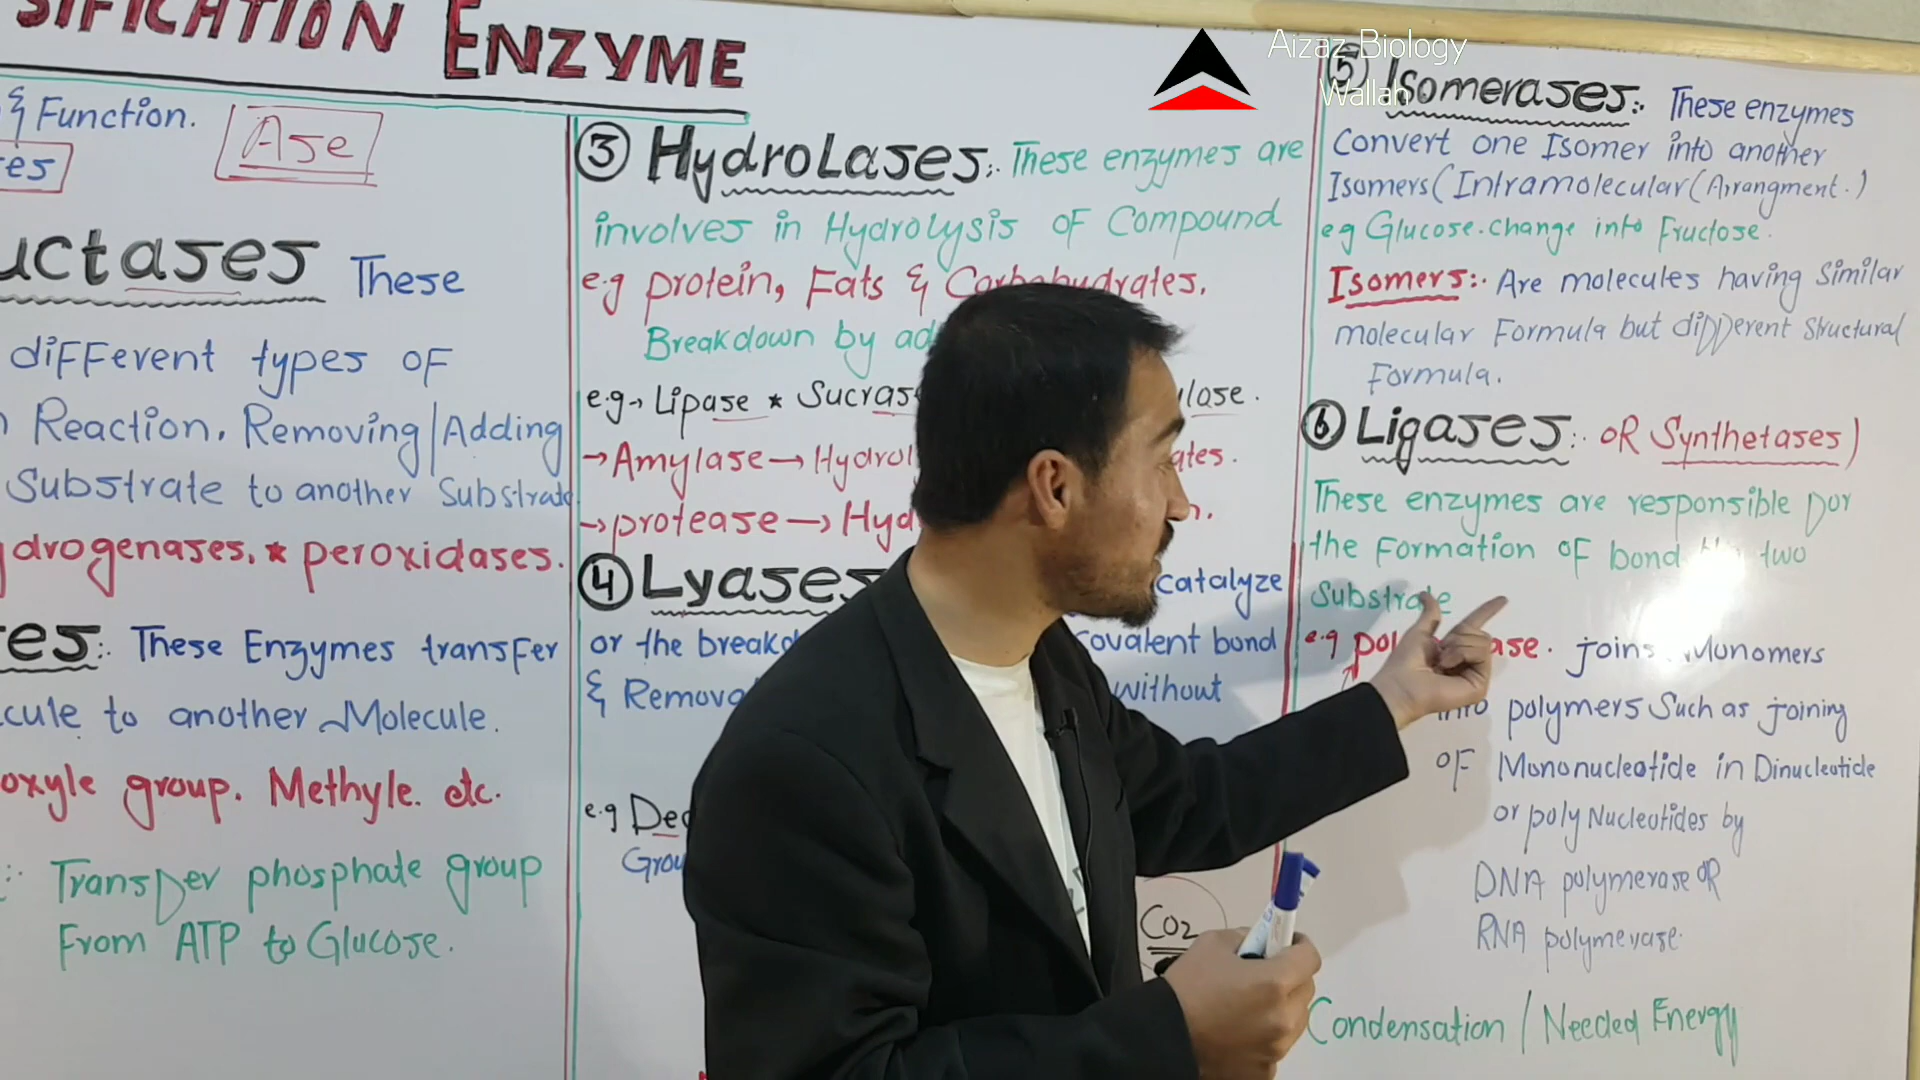 SIFICATION ENZYME
& Function. Ase
es
uctases These
different types of
Reaction. Removing/Adding
Substrate to another Substrate
drogenases. * peroxidases.
es:. These Enzymes transfer
cule to another Molecule.
oxyle group. Methyle. etc.
Transfer phosphate group
From ATP to Glucose.
③ HydroLases:. These enzymes are
involves in Hydrolysis of Compound
e.g protein, Fats & Carbohydrates.
Breakdown by ad
e.g→ Lipase * Sucras lase.
→Amylase→Hydrol ates.
→protease→Hyd n.
④ Lyases catalyze
or the breakd ovalent bond
& Remova without
e.g Dec
Grou
CO2
Aizaz Biology
Wallah
⑤ Isomerases:. These enzymes
Convert one Isomer into another
Isomers(Intramolecular(Arrangment.)
eg Glucose.change into Fructose.
Isomers:. Are molecules having Similar
molecular Formula but different Structural
Formula.
⑥ Ligases:. OR Synthetases)
These enzymes are responsible for
the Formation of bond two
Substrate
e.g pol ase. joins Monomers
into polymers Such as joining
of Mononucleotide in Dinucleotide
or poly Nucleotides by
DNA polymerase OR
RNA polymerase.
Condensation / Needed Energy